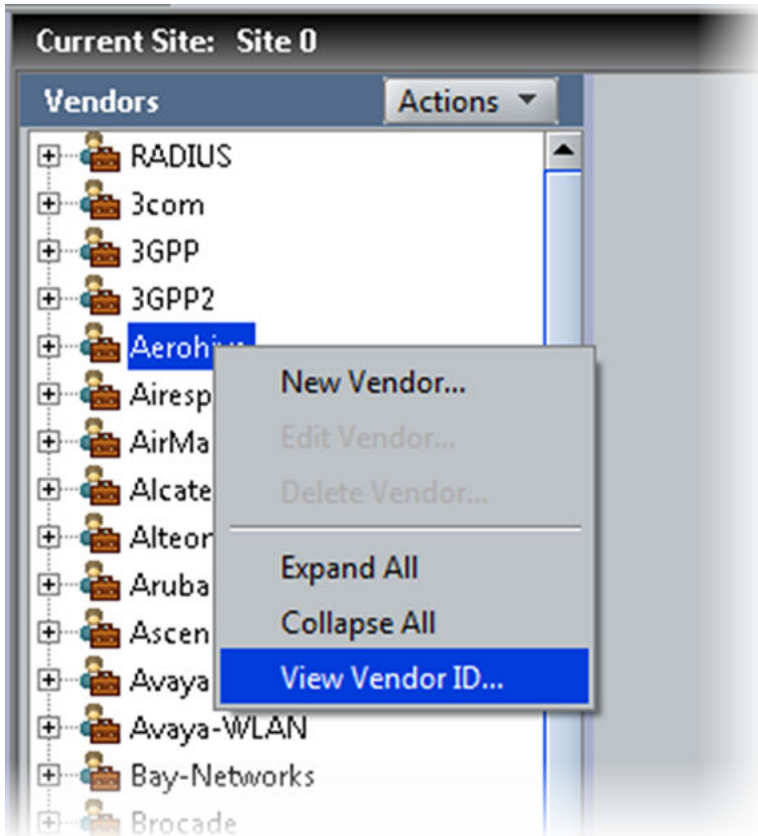 Current Site: Site 0
Vendors
Actions
RADIUS
3com
3GPP
3GPP2
Aerohi
Airesp
AirMa
Alcate
Alteon
Aruba
Ascen
Avaya
Avaya-WLAN
Bay-Networks
Brocade
New Vendor...
Edit Vendor...
Delete Vendor...
Expand All
Collapse All
View Vendor ID...